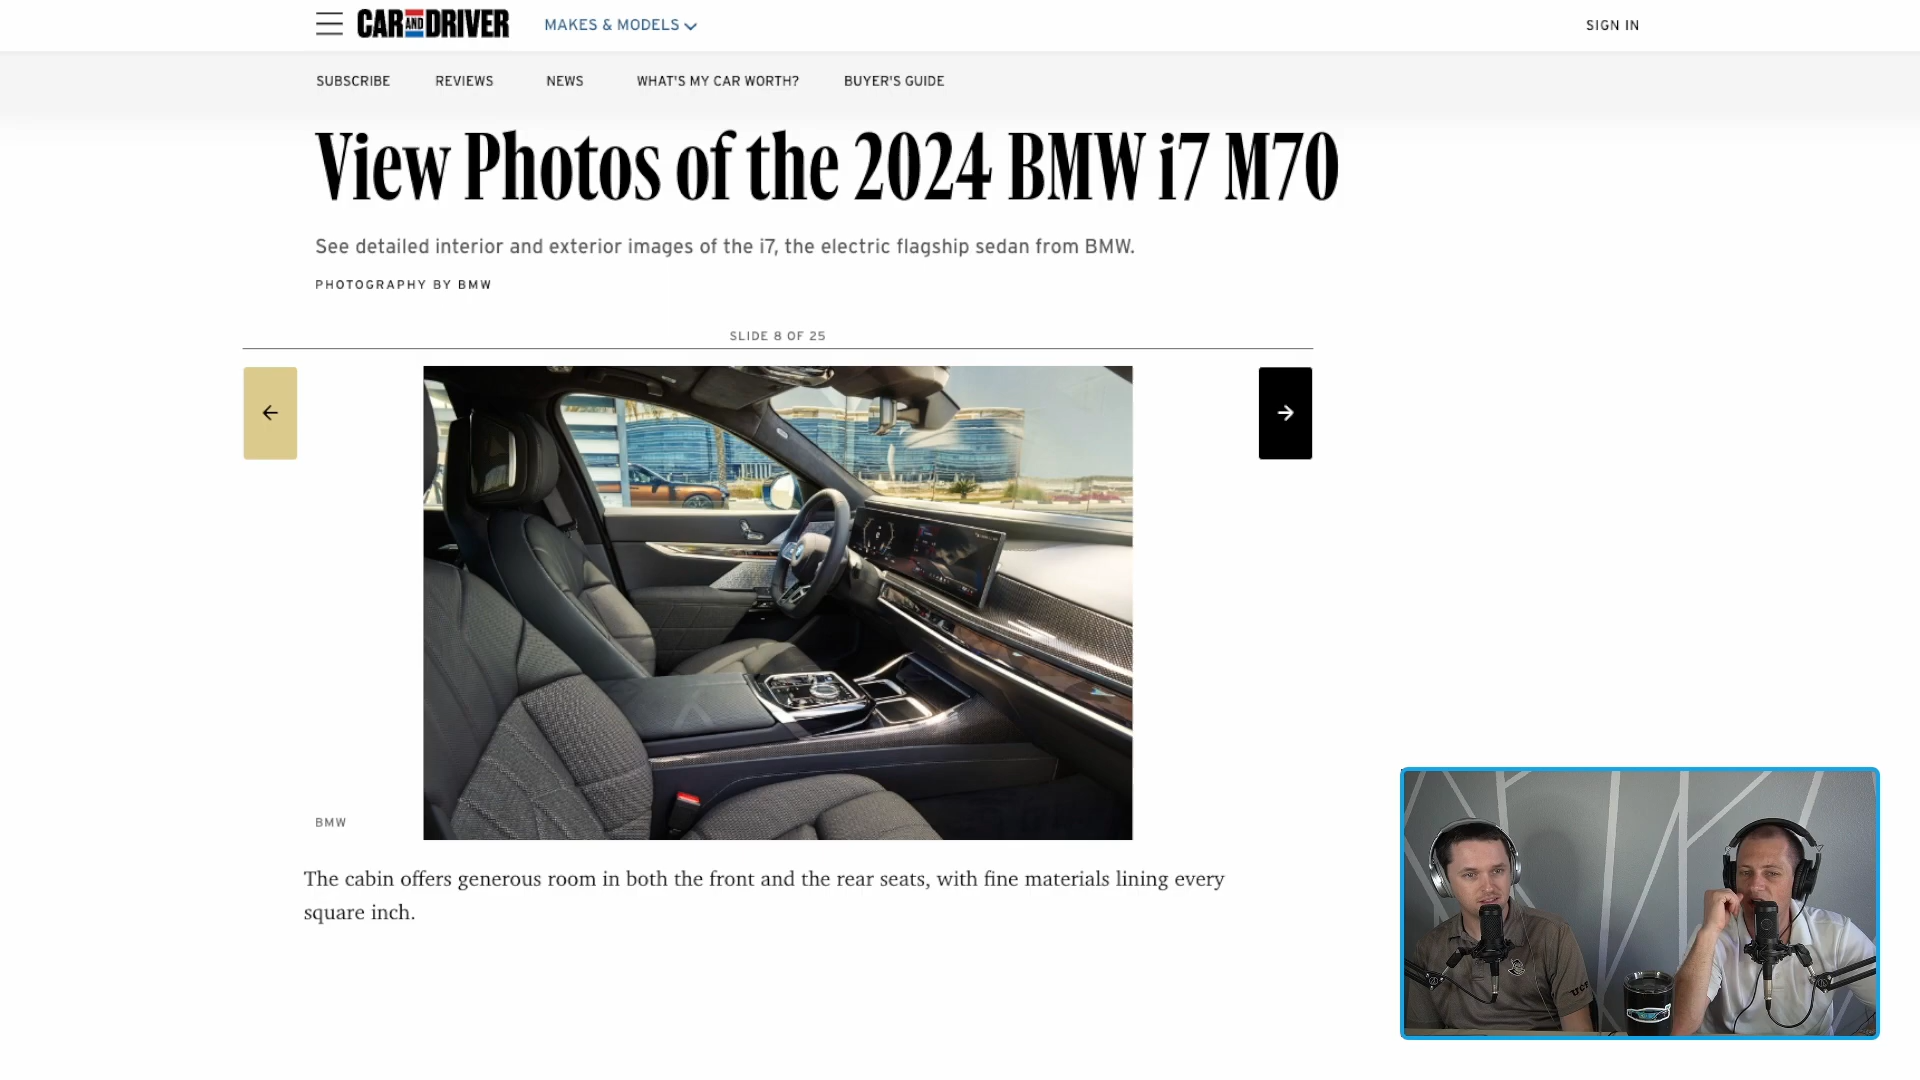 CAR AND DRIVER
MAKES & MODELS
SIGN IN
SUBSCRIBE
REVIEWS
NEWS
WHAT'S MY CAR WORTH?
BUYER'S GUIDE
View Photos of the 2024 BMW i7 M70
See detailed interior and exterior images of the i7, the electric flagship sedan from BMW.
PHOTOGRAPHY BY BMW
SLIDE 8 OF 25
BMW
The cabin offers generous room in both the front and the rear seats, with fine materials lining every
square inch.
UCF